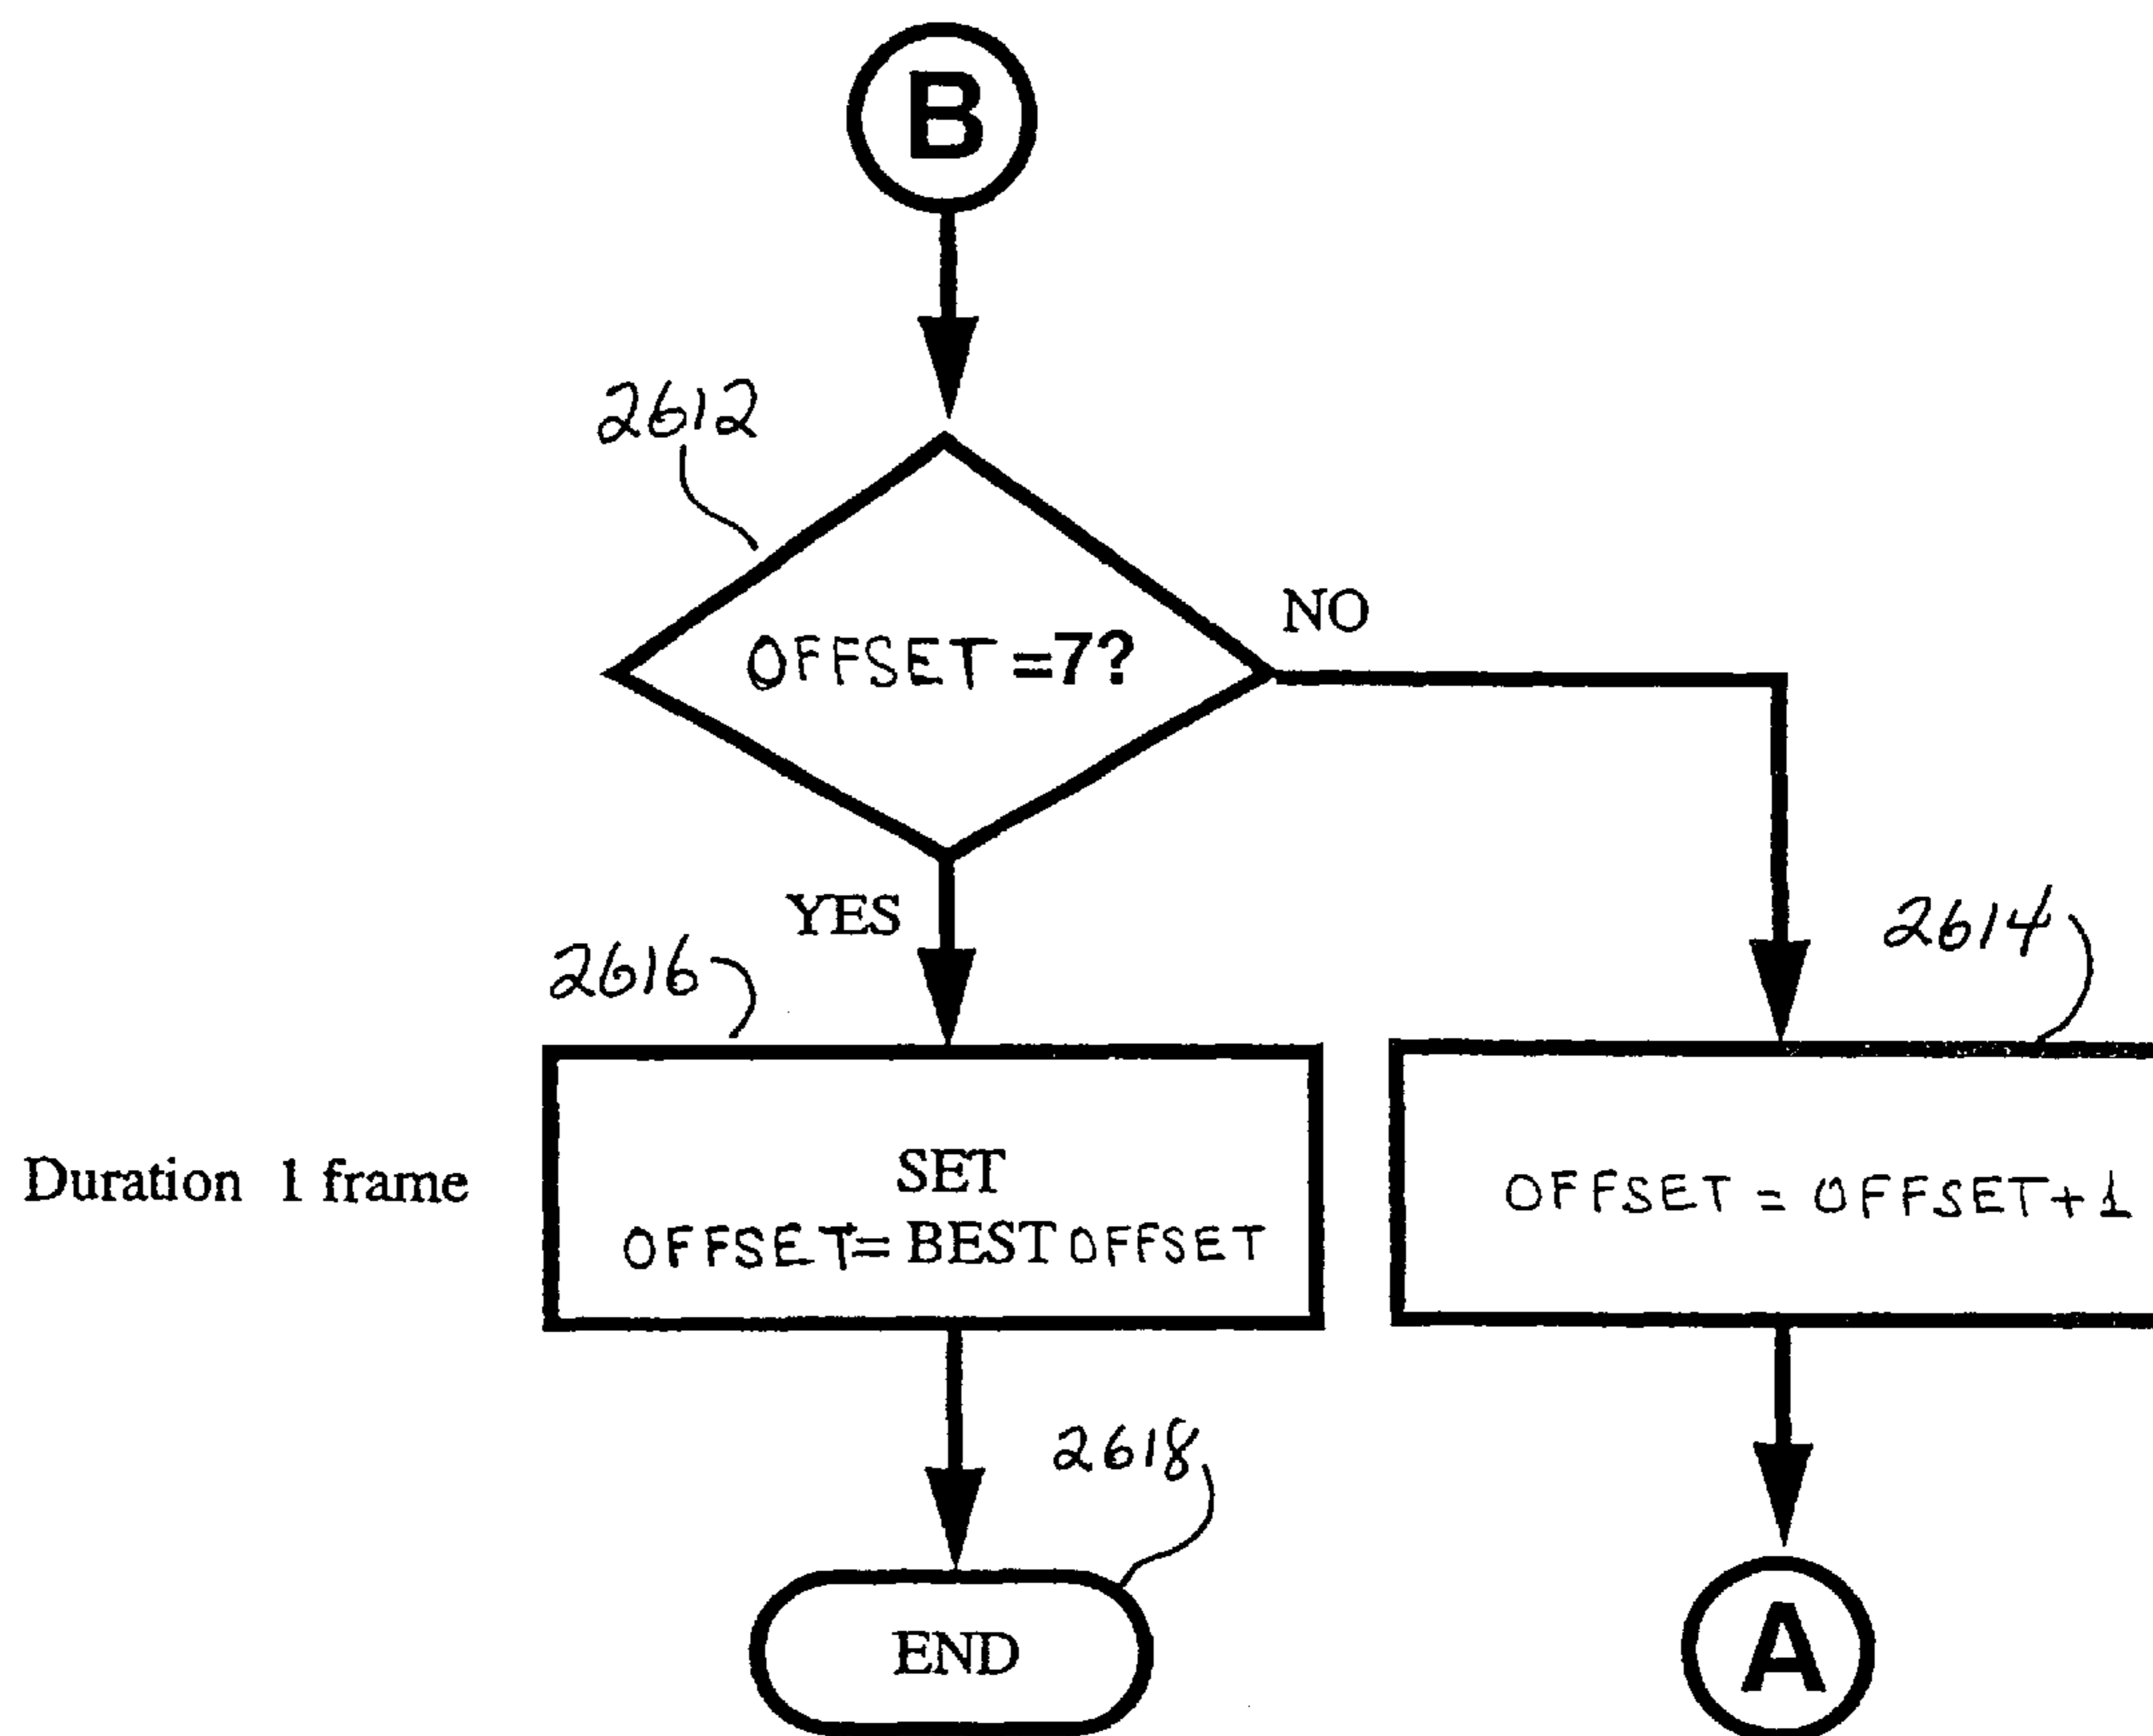 B
2612
NO
OFFSET =7?
YES
2616
2614
Duration 1 frame
SET
OFFSET= BEST OFFSET
OFFSET = OFFSET+1
2618
END
A